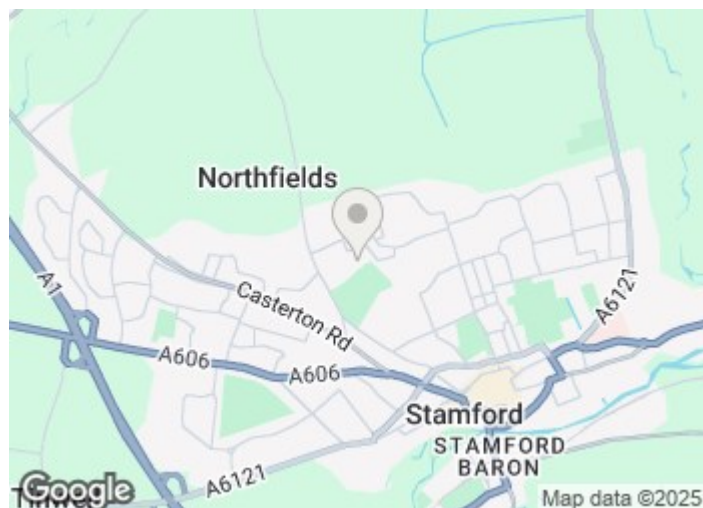 Northfields
A1
Casterton Rd
A6121
A606
A606
Stamford
STAMFORD
BARON
A6121
Google
Map data ©2025